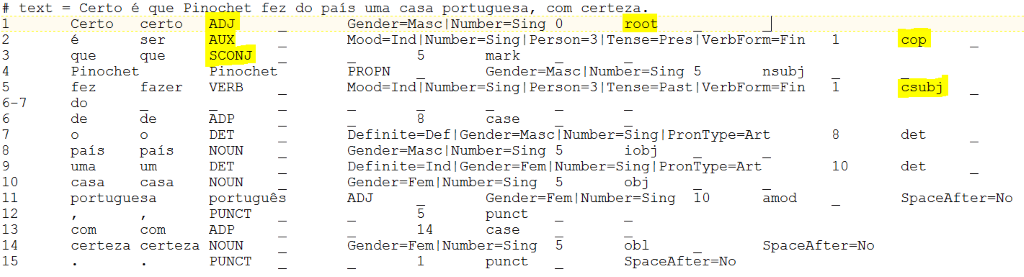 # text = Certo é que Pinochet fez do país uma casa portuguesa, com certeza.
1 Certo certo ADJ _ Gender=Masc|Number=Sing 0 root _ _
2 é ser AUX _ Mood=Ind|Number=Sing|Person=3|Tense=Pres|VerbForm=Fin 1 cop _
3 que que SCONJ _ _ 5 mark _ _
4 Pinochet Pinochet PROPN _ Gender=Masc|Number=Sing 5 nsubj _ _
5 fez fazer VERB _ Mood=Ind|Number=Sing|Person=3|Tense=Past|VerbForm=Fin 1 csubj _
6-7 do _ _ _ _ _ _ _ _
6 de de ADP _ _ 8 case _ _
7 o o DET _ Definite=Def|Gender=Masc|Number=Sing|PronType=Art 8 det _
8 país país NOUN _ Gender=Masc|Number=Sing 5 iobj _ _
9 uma um DET _ Definite=Ind|Gender=Fem|Number=Sing|PronType=Art 10 det _
10 casa casa NOUN _ Gender=Fem|Number=Sing 5 obj _ _
11 portuguesa português ADJ _ Gender=Fem|Number=Sing 10 amod _ SpaceAfter=No
12 , , PUNCT _ _ 5 punct _ _
13 com com ADP _ _ 14 case _ _
14 certeza certeza NOUN _ Gender=Fem|Number=Sing 5 obl _ SpaceAfter=No
15 . . PUNCT _ _ 1 punct _ SpaceAfter=No